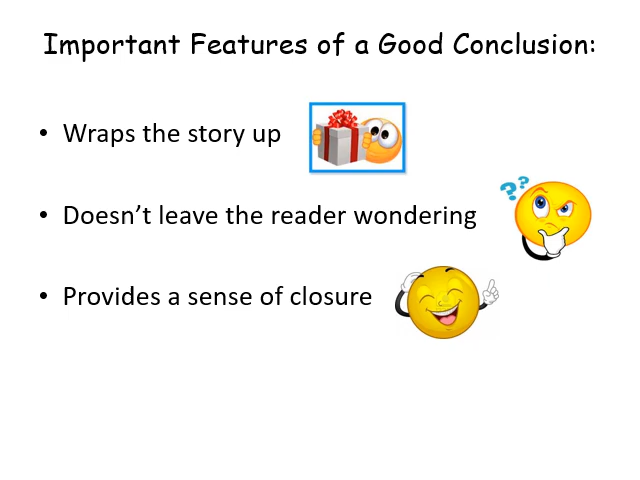 Important Features of a Good Conclusion:
• Wraps the story up
• Doesn’t leave the reader wondering
??
• Provides a sense of closure